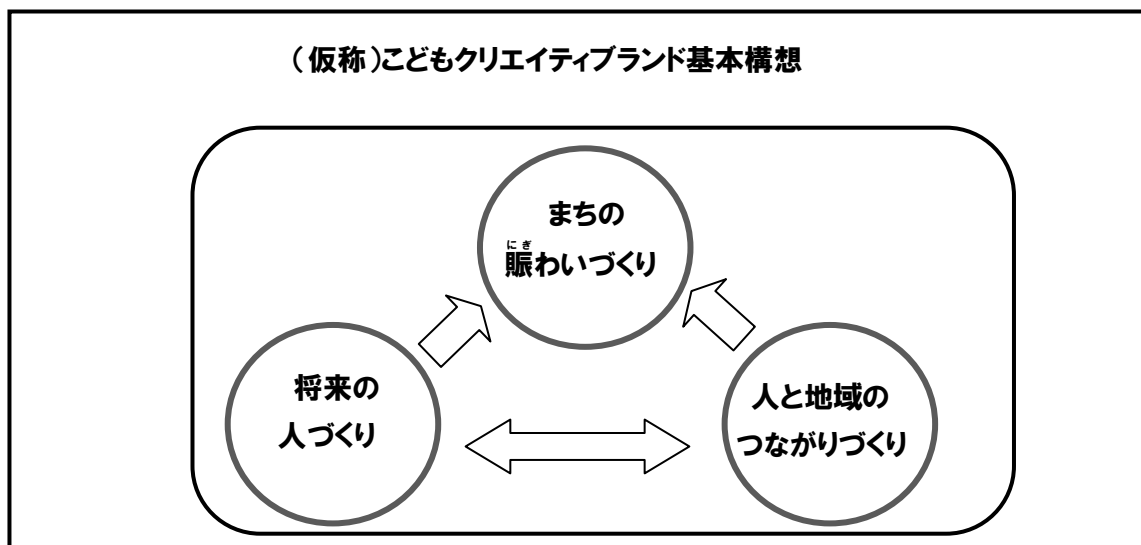 （仮称）こどもクリエイティブランド基本構想
まちの
にぎ
賑わいづくり
将来の
人づくり
人と地域の
つながりづくり